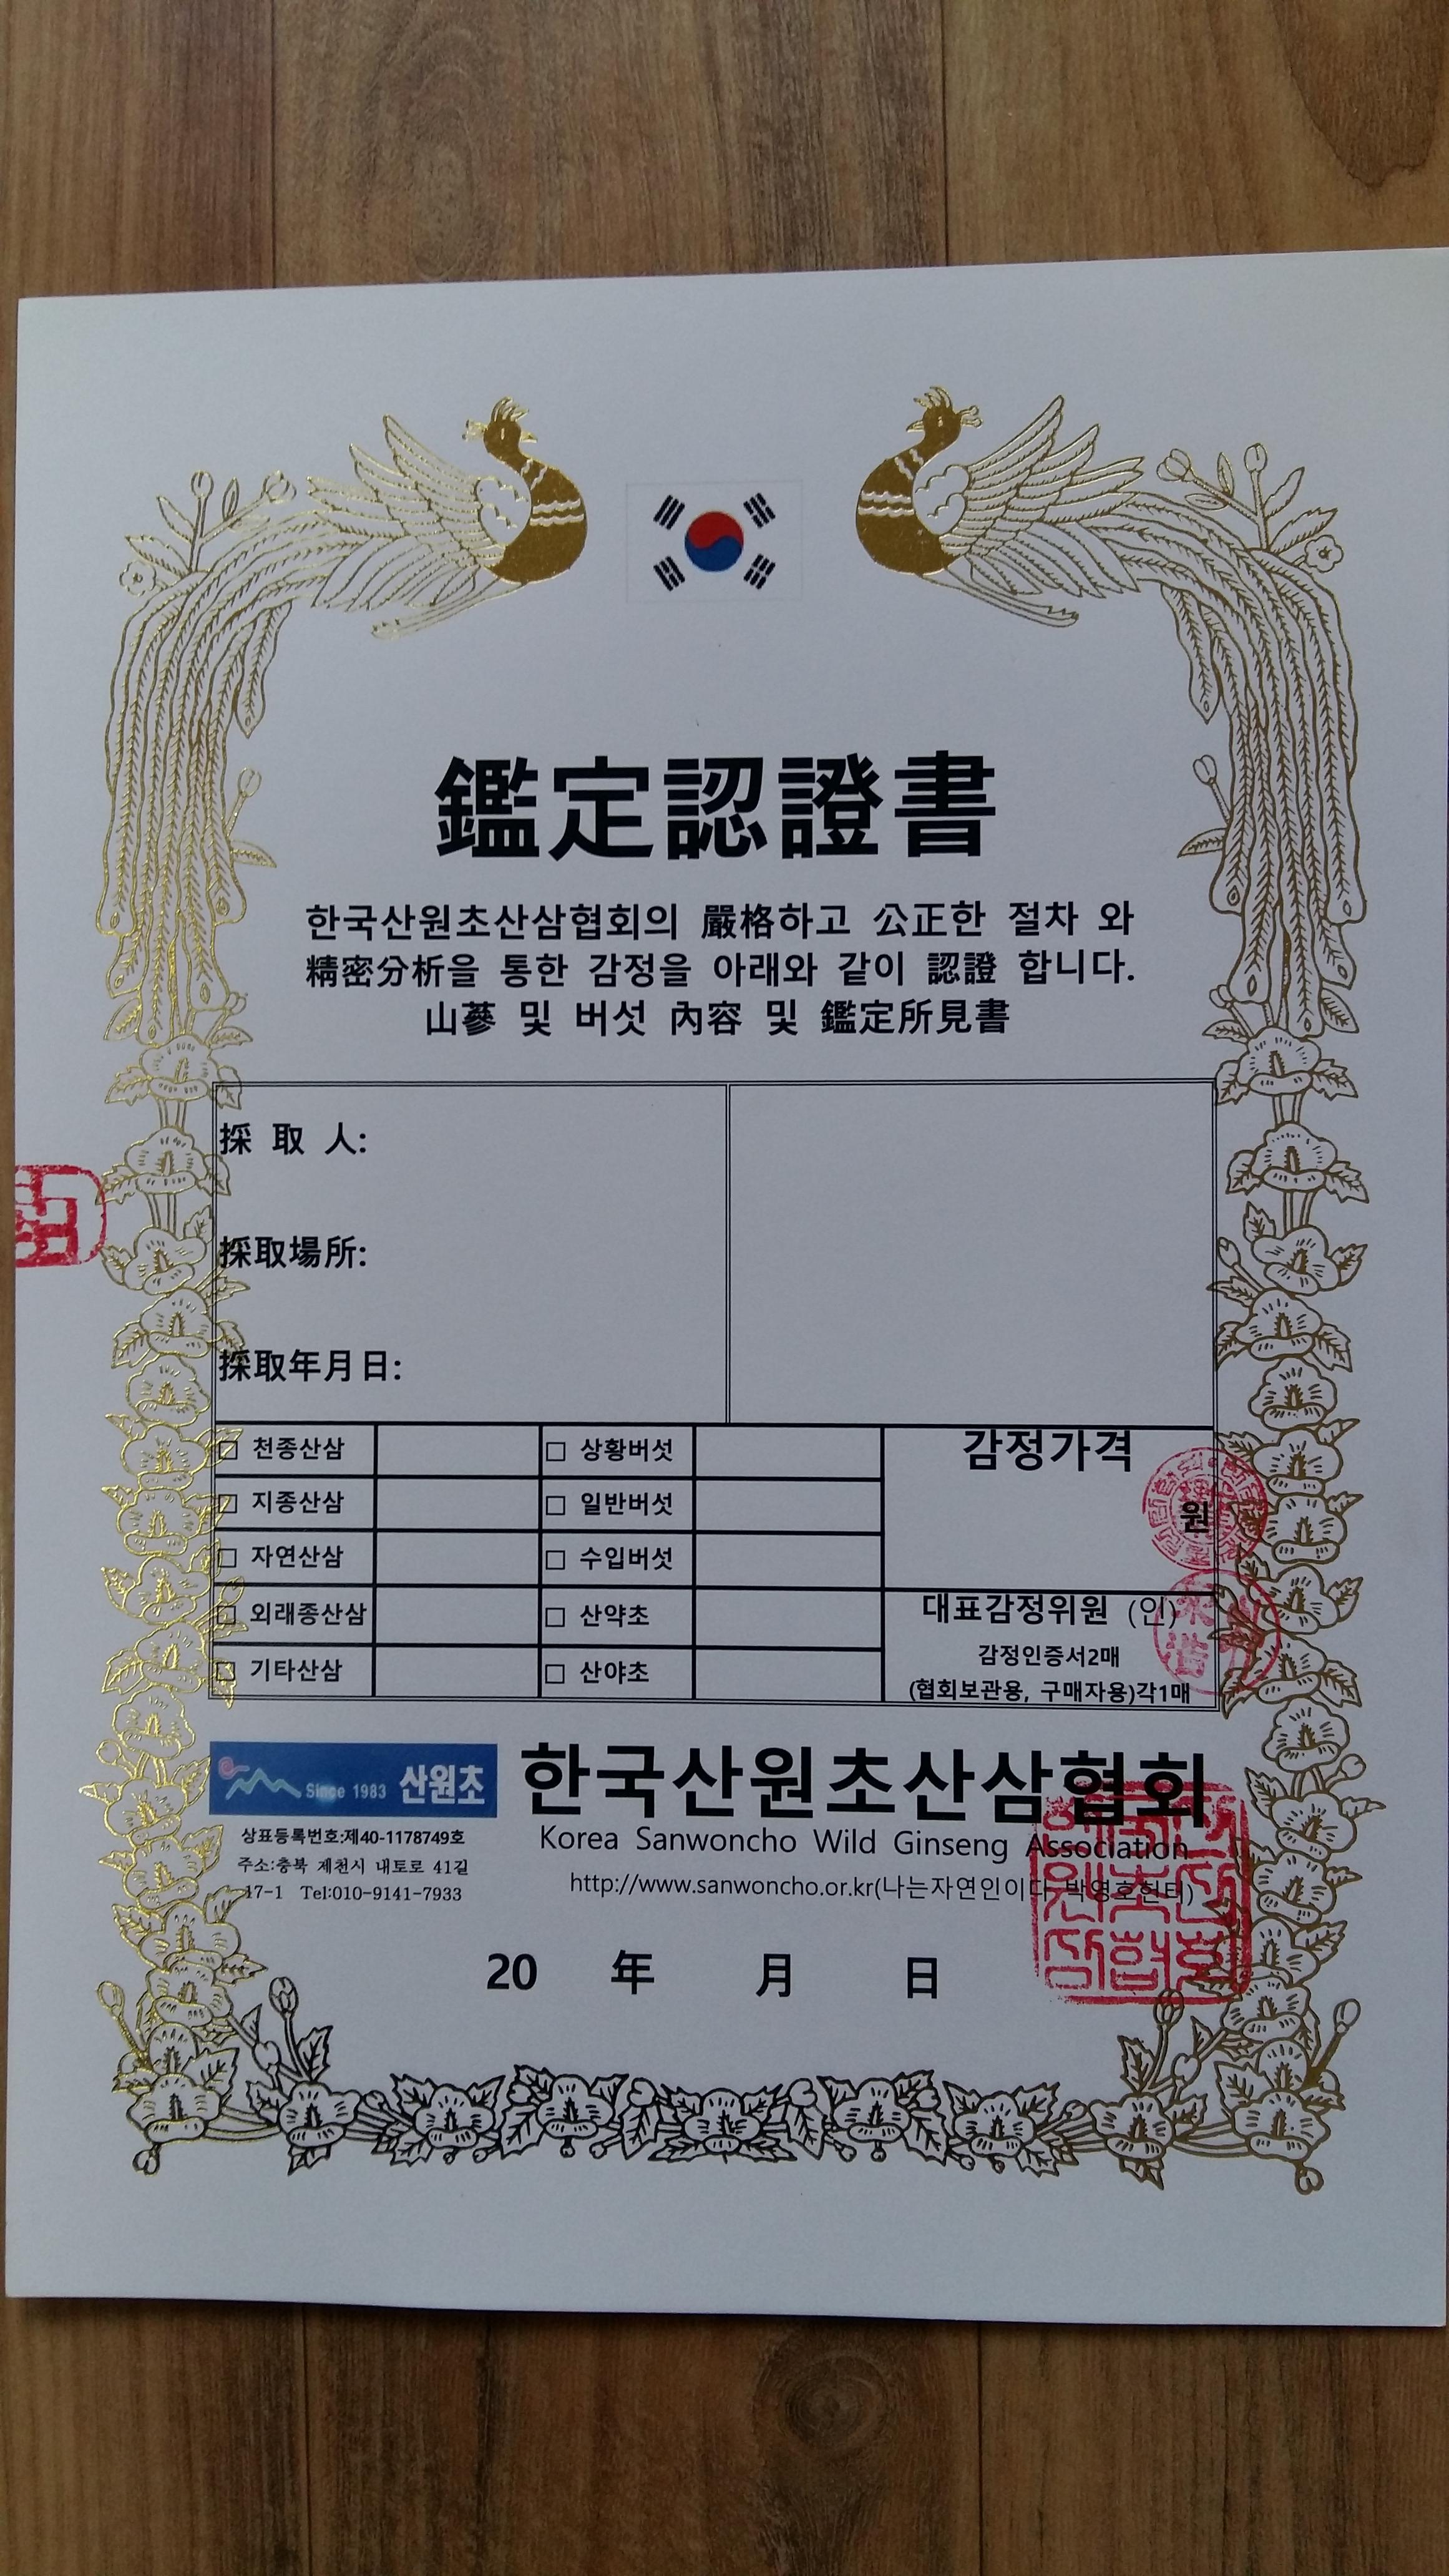 鑑定認證書
한국산원초산삼협회의 嚴格하고 公正한 절차 와
精密分析을 통한 감정을 아래와 같이 認證 합니다.
山蔘 및 버섯 內容 및 鑑定所見書
採 取 人:
採取場所:
採取年月日:
□ 천종산삼 □ 상황버섯 감정가격
□ 지종산삼 □ 일반버섯 원
□ 자연산삼 □ 수입버섯
□ 외래종산삼 □ 산약초 대표감정위원 (인)
감정인증서2매
□ 기타산삼 □ 산야초 (협회보관용, 구매자용)각1매
Since 1983 산원초
한국산원초산삼협회
Korea Sanwoncho Wild Ginseng Association
상표등록번호:제40-1178749호
주소:충북 제천시 내토로 41길
17-1 Tel:010-9141-7933
http://www.sanwoncho.or.kr(나는자연인이다 박영호헌터)
20 年 月 日